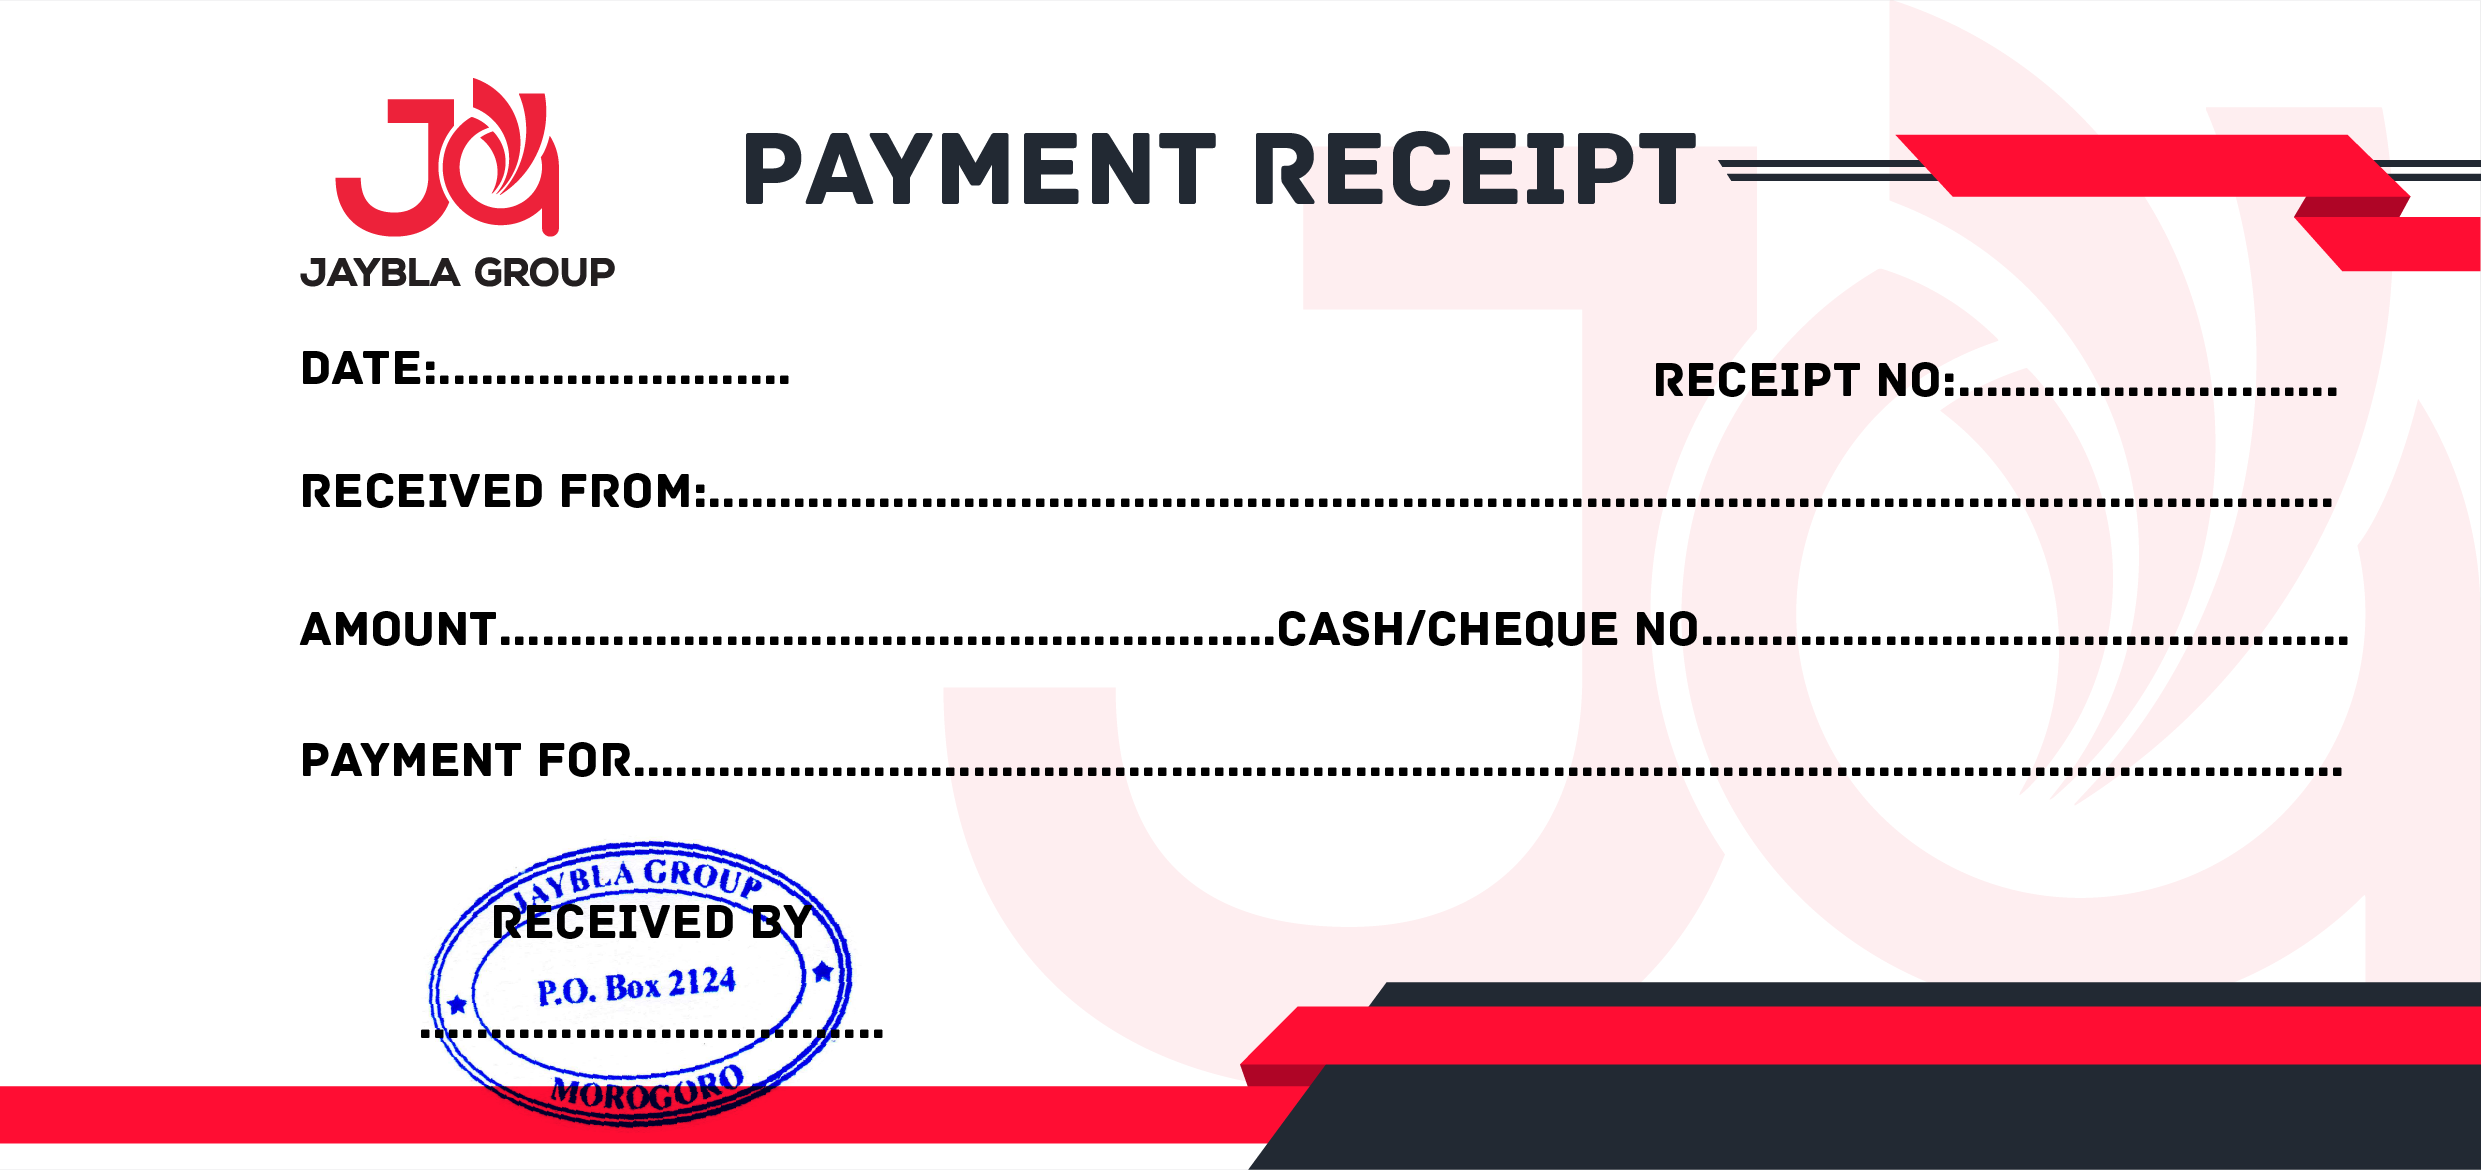 Ja
JAYBLA GROUP
PAYMENT RECEIPT
DATE:.........................
RECEIPT NO:...........................
RECEIVED FROM:...................................................................................................................
AMOUNT.......................................................CASH/CHEQUE NO..............................................
PAYMENT FOR.........................................................................................................................
JAYBLA GROUP
RECEIVED BY
P.O. Box 2124
.................................
MOROGORO